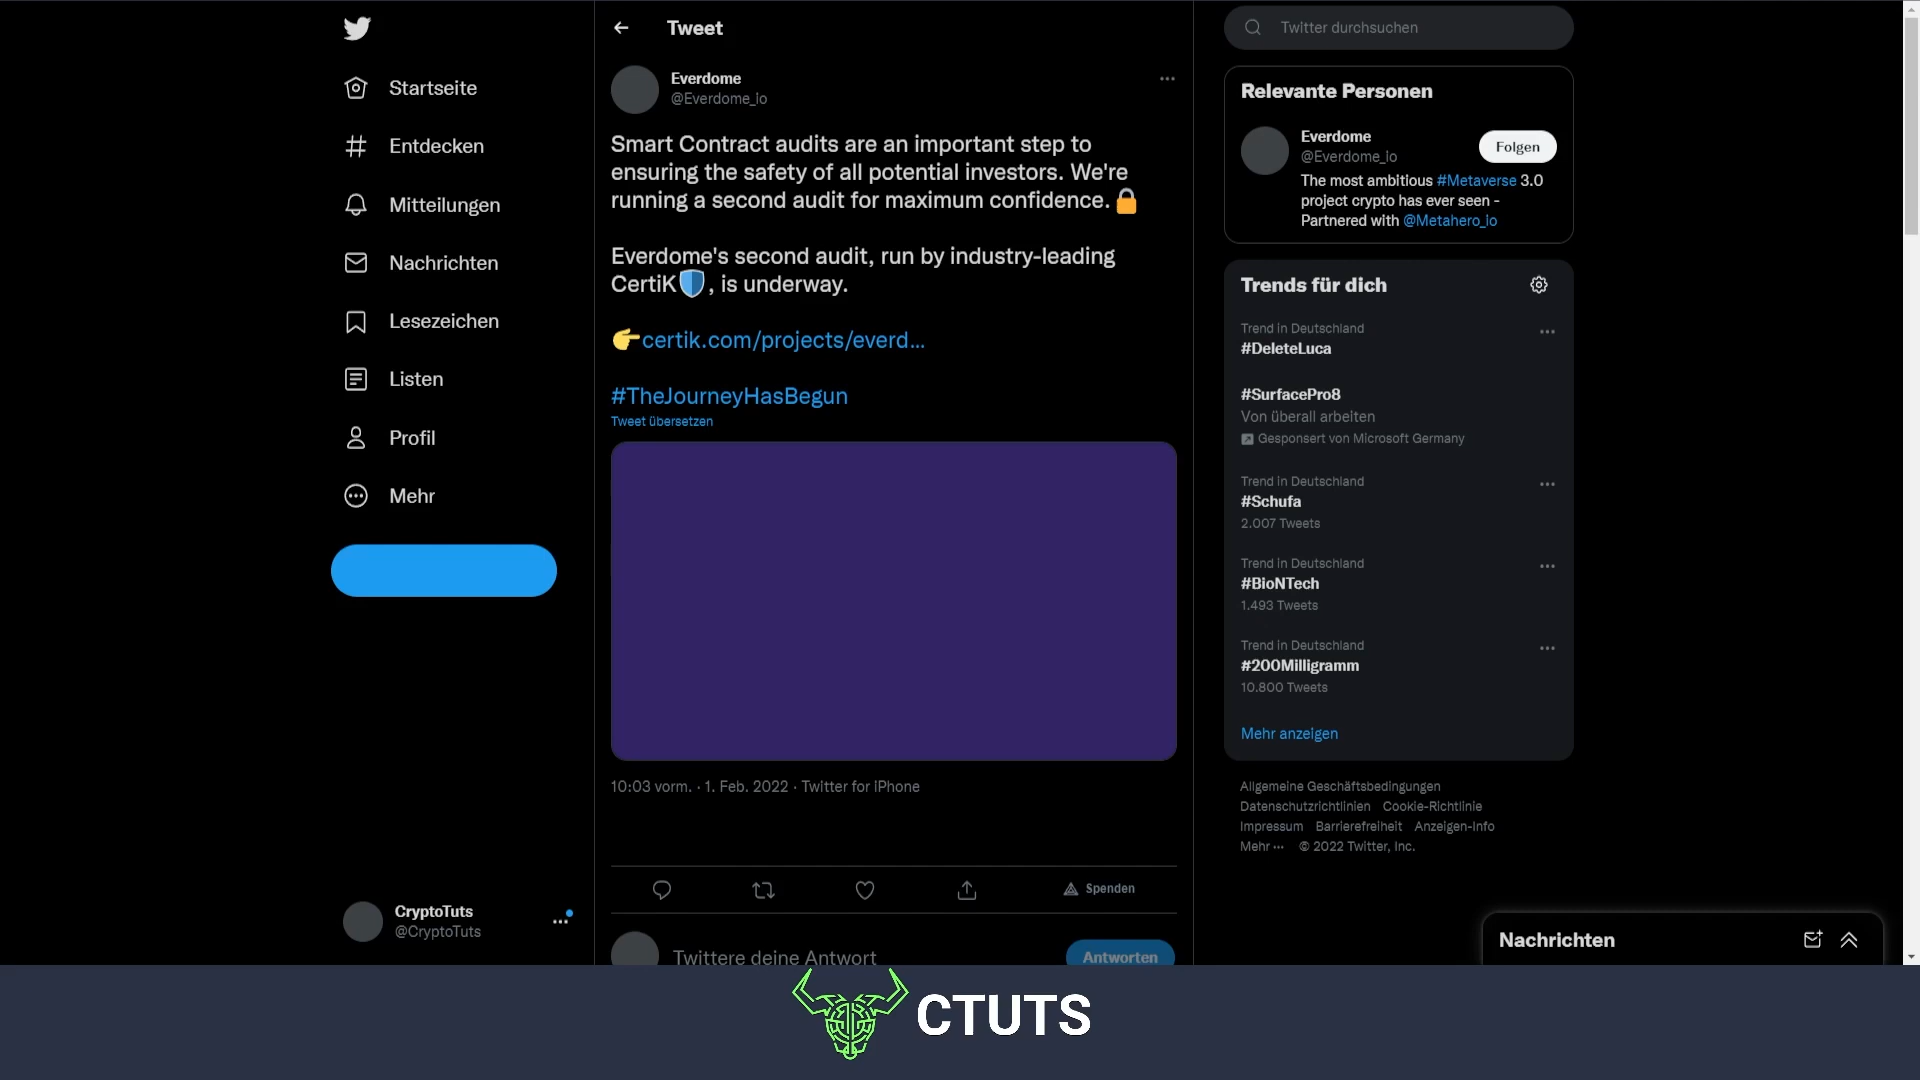 Startseite
Entdecken
Mitteilungen
Nachrichten
Lesezeichen
Listen
Profil
Mehr
CryptoTuts
@CryptoTuts
Tweet
Everdome
@Everdome_io
Smart Contract audits are an important step to
ensuring the safety of all potential investors. We're
running a second audit for maximum confidence.🔒
Everdome's second audit, run by industry-leading
CertiK🛡️, is underway.
👉certik.com/projects/everd…
#TheJourneyHasBegun
Tweet übersetzen
10:03 vorm. · 1. Feb. 2022 · Twitter for iPhone
Spenden
Twittere deine Antwort
Antworten
Twitter durchsuchen
Relevante Personen
Everdome
@Everdome_io
Folgen
The most ambitious #Metaverse 3.0
project crypto has ever seen -
Partnered with @Metahero_io
Trends für dich
Trend in Deutschland
#DeleteLuca
#SurfacePro8
Von überall arbeiten
Gesponsert von Microsoft Germany
Trend in Deutschland
#Schufa
2.007 Tweets
Trend in Deutschland
#BioNTech
1.493 Tweets
Trend in Deutschland
#200Milligramm
10.800 Tweets
Mehr anzeigen
Allgemeine Geschäftsbedingungen
Datenschutzrichtlinien Cookie-Richtlinie
Impressum Barrierefreiheit Anzeigen-Info
Mehr ··· © 2022 Twitter, Inc.
Nachrichten
CTUTS